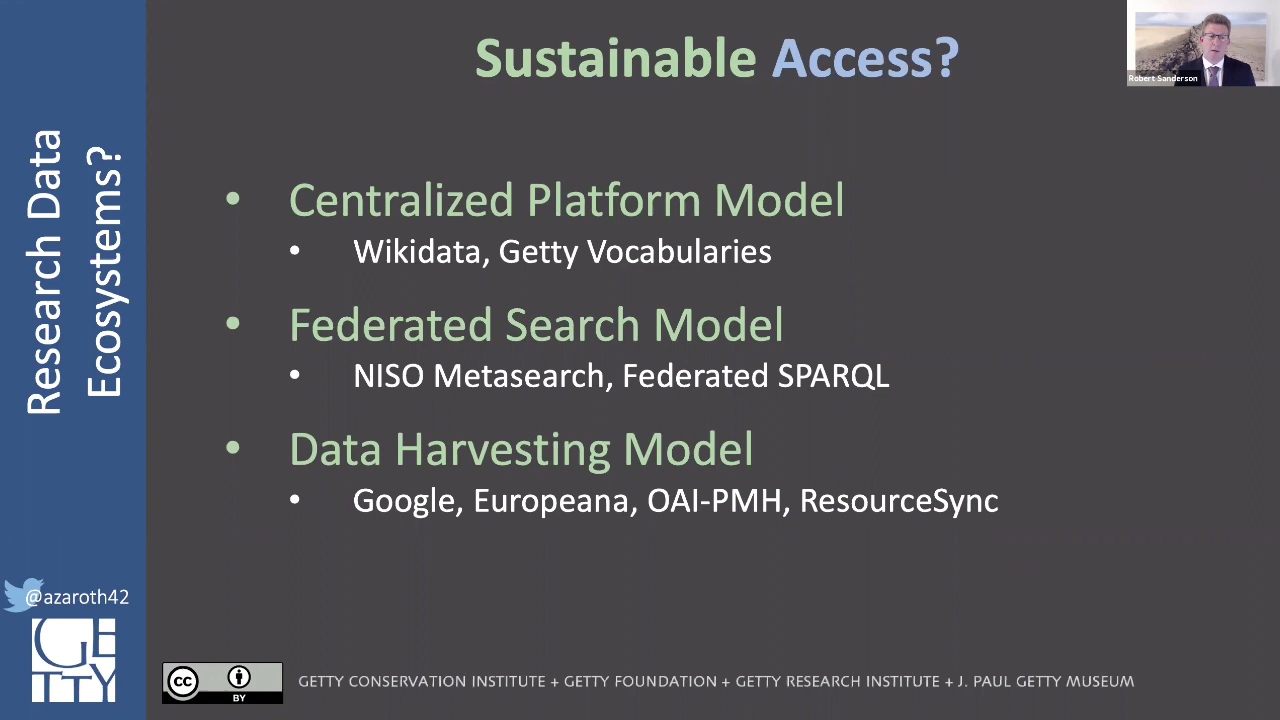 Sustainable Access?
Robert Sanderson
Research Data
Ecosystems?
• Centralized Platform Model
• Wikidata, Getty Vocabularies
• Federated Search Model
• NISO Metasearch, Federated SPARQL
• Data Harvesting Model
• Google, Europeana, OAI-PMH, ResourceSync
@azaroth42
GETTY
cc BY
GETTY CONSERVATION INSTITUTE + GETTY FOUNDATION + GETTY RESEARCH INSTITUTE + J. PAUL GETTY MUSEUM